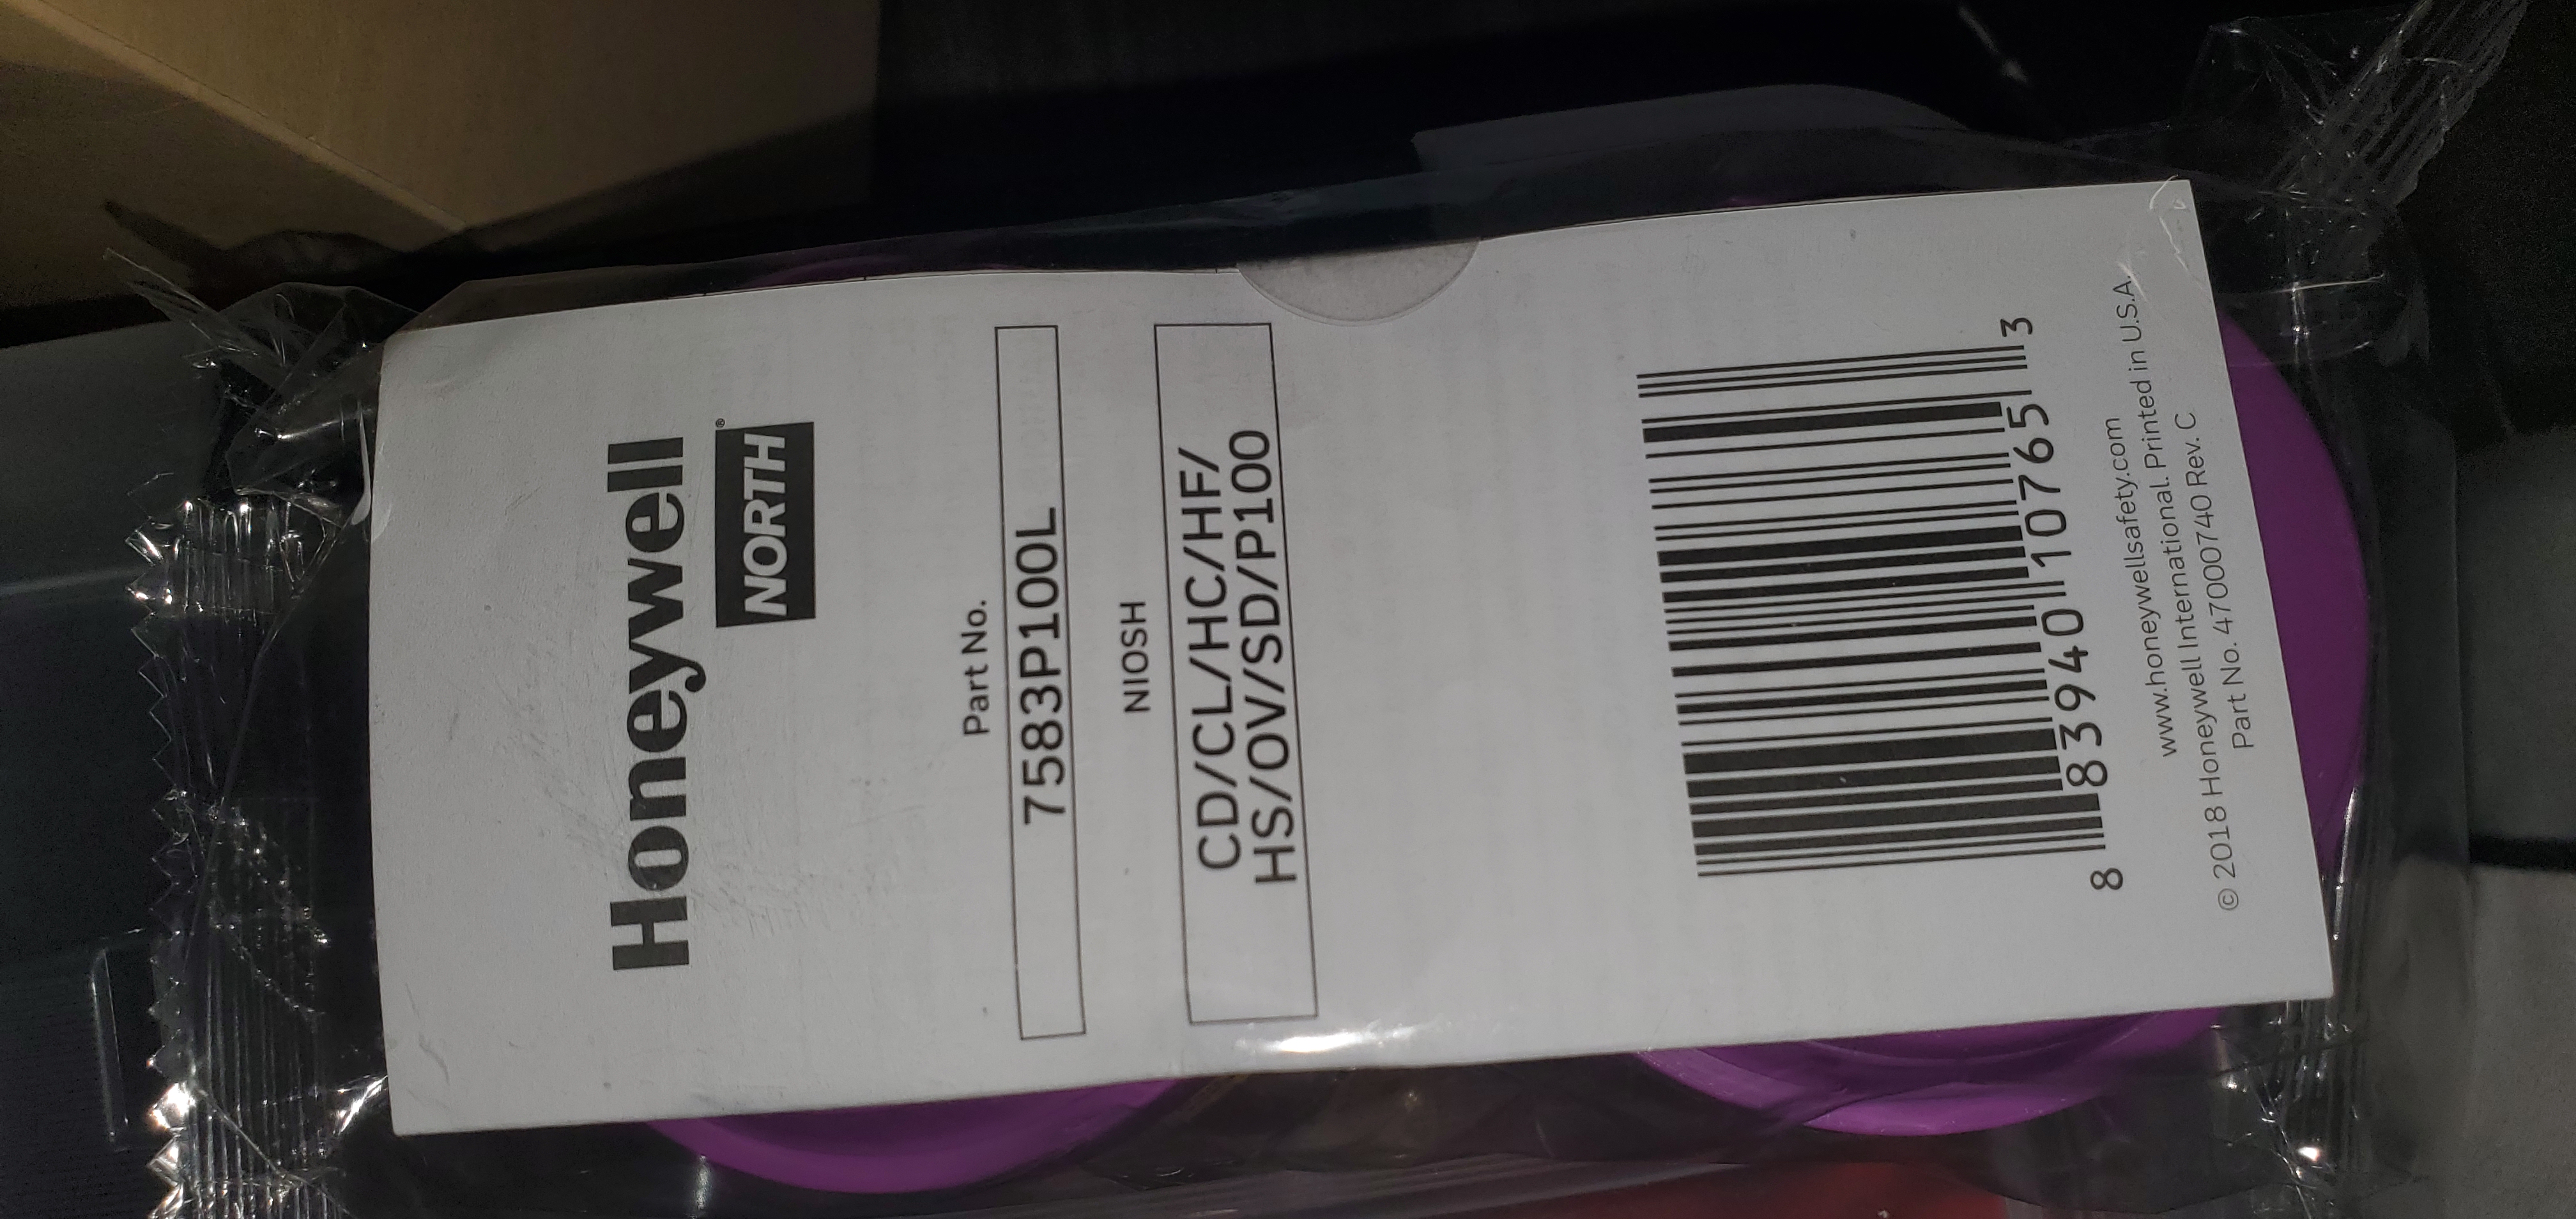 Honeywell
NORTH®
Part No.
7583P100L
NIOSH
CD/CL/HC/HF/
HS/OV/SD/P100
8 83940 10765 3
www.honeywellsafety.com
© 2018 Honeywell International. Printed in U.S.A.
Part No. 470000740 Rev. C